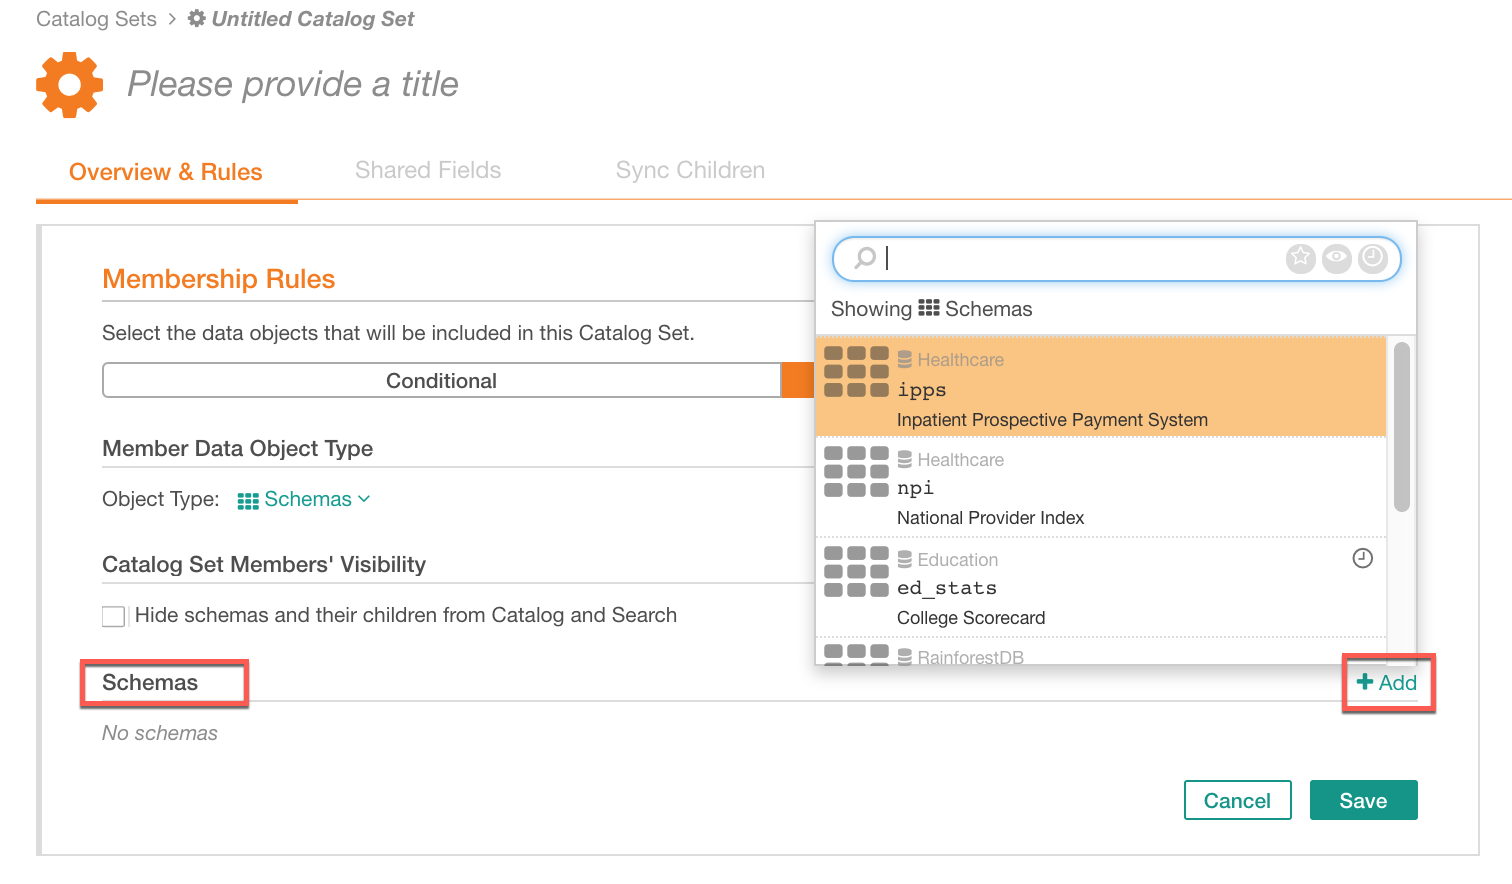 Catalog Sets > Untitled Catalog Set
Please provide a title
Overview & Rules
Shared Fields
Sync Children
Membership Rules
Select the data objects that will be included in this Catalog Set.
Conditional
Member Data Object Type
Object Type: Schemas
Catalog Set Members' Visibility
Hide schemas and their children from Catalog and Search
Showing Schemas
Healthcare
ipps
Inpatient Prospective Payment System
Healthcare
npi
National Provider Index
Education
ed_stats
College Scorecard
RainforestDB
Schemas
+ Add
No schemas
Cancel
Save